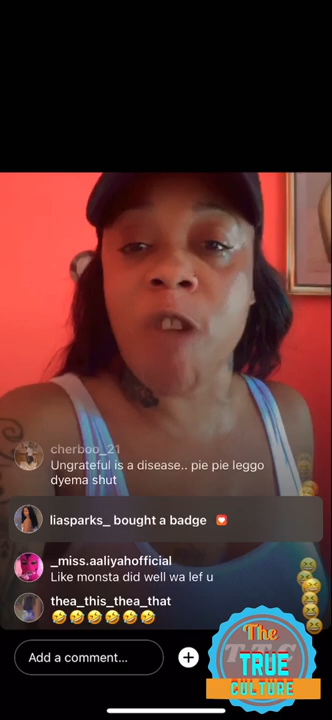 cherboo_21
Ungrateful is a disease.. pie pie leggo
dyema shut
liasparks_ bought a badge
_miss.aaliyahofficial
Like monsta did well wa lef u
thea_this_thea_that
🤣🤣🤣🤣🤣🤣
Add a comment...
The
TRUE
CULTURE